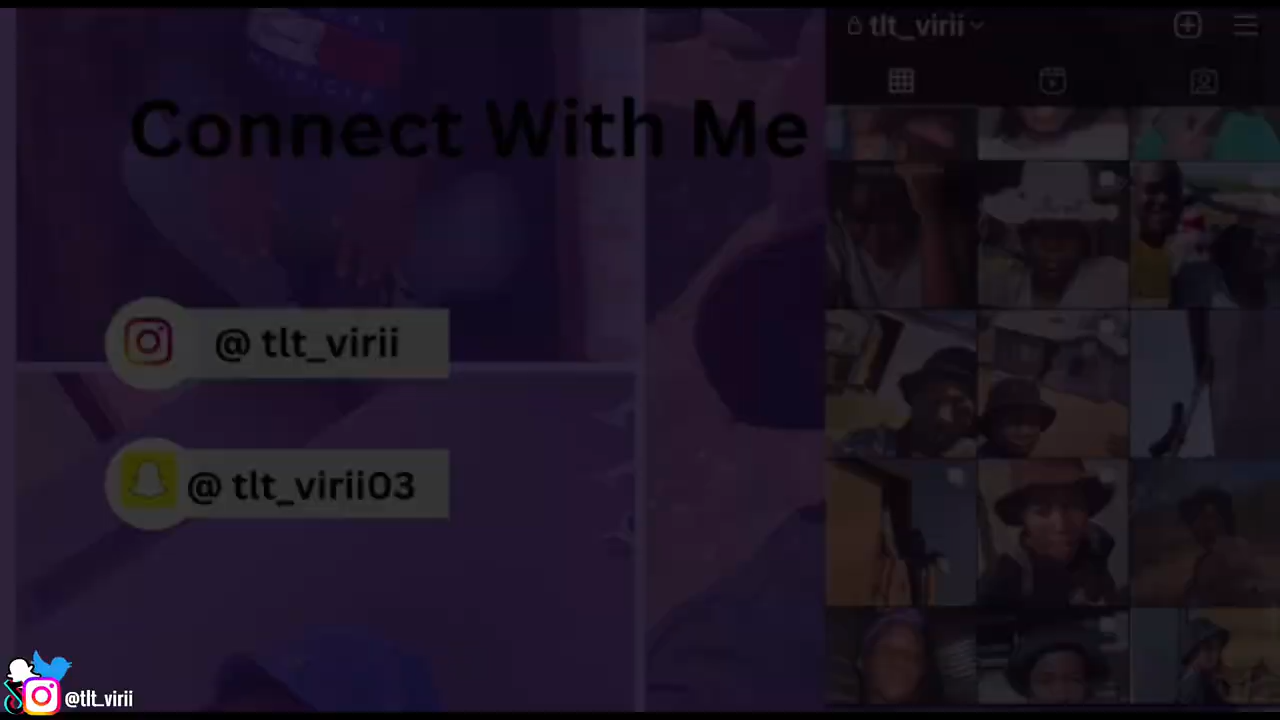 tlt_virii
Connect With Me
@ tlt_virii
@ tlt_virii03
@tlt_virii